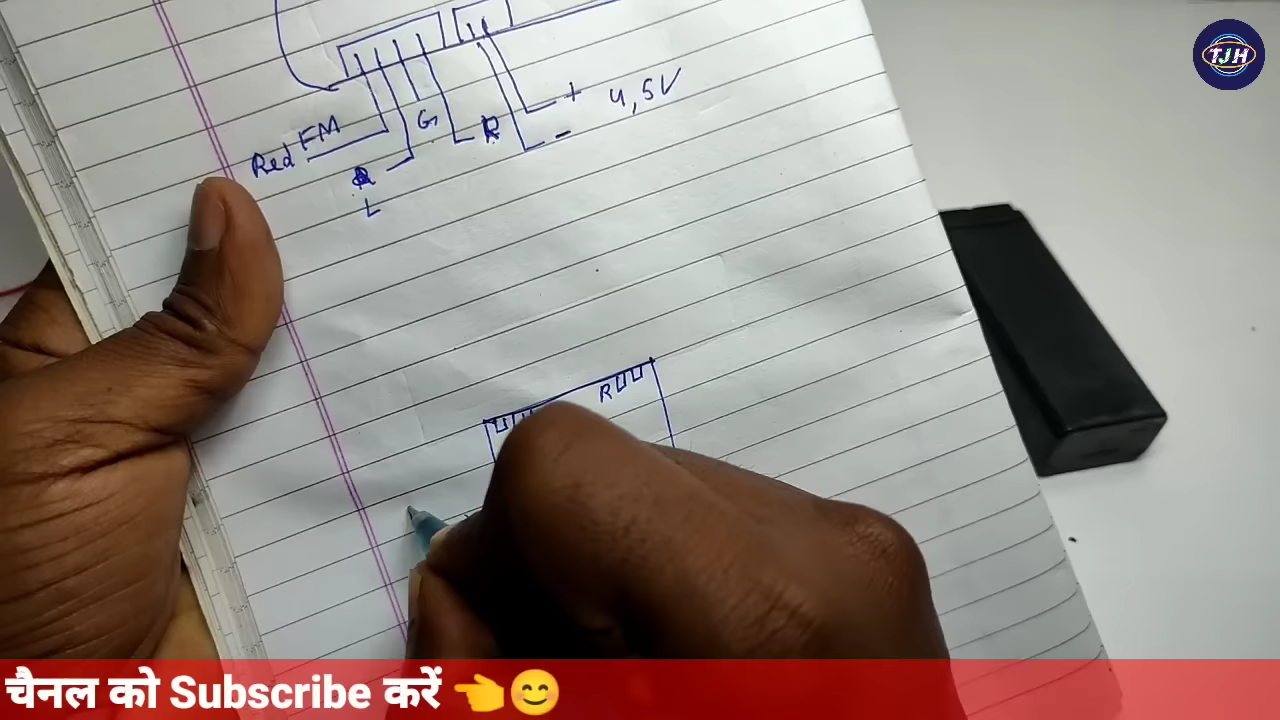 TJH
+ 4,5V
Red FM G R -
L
R
चैनल को Subscribe करें 👈😊